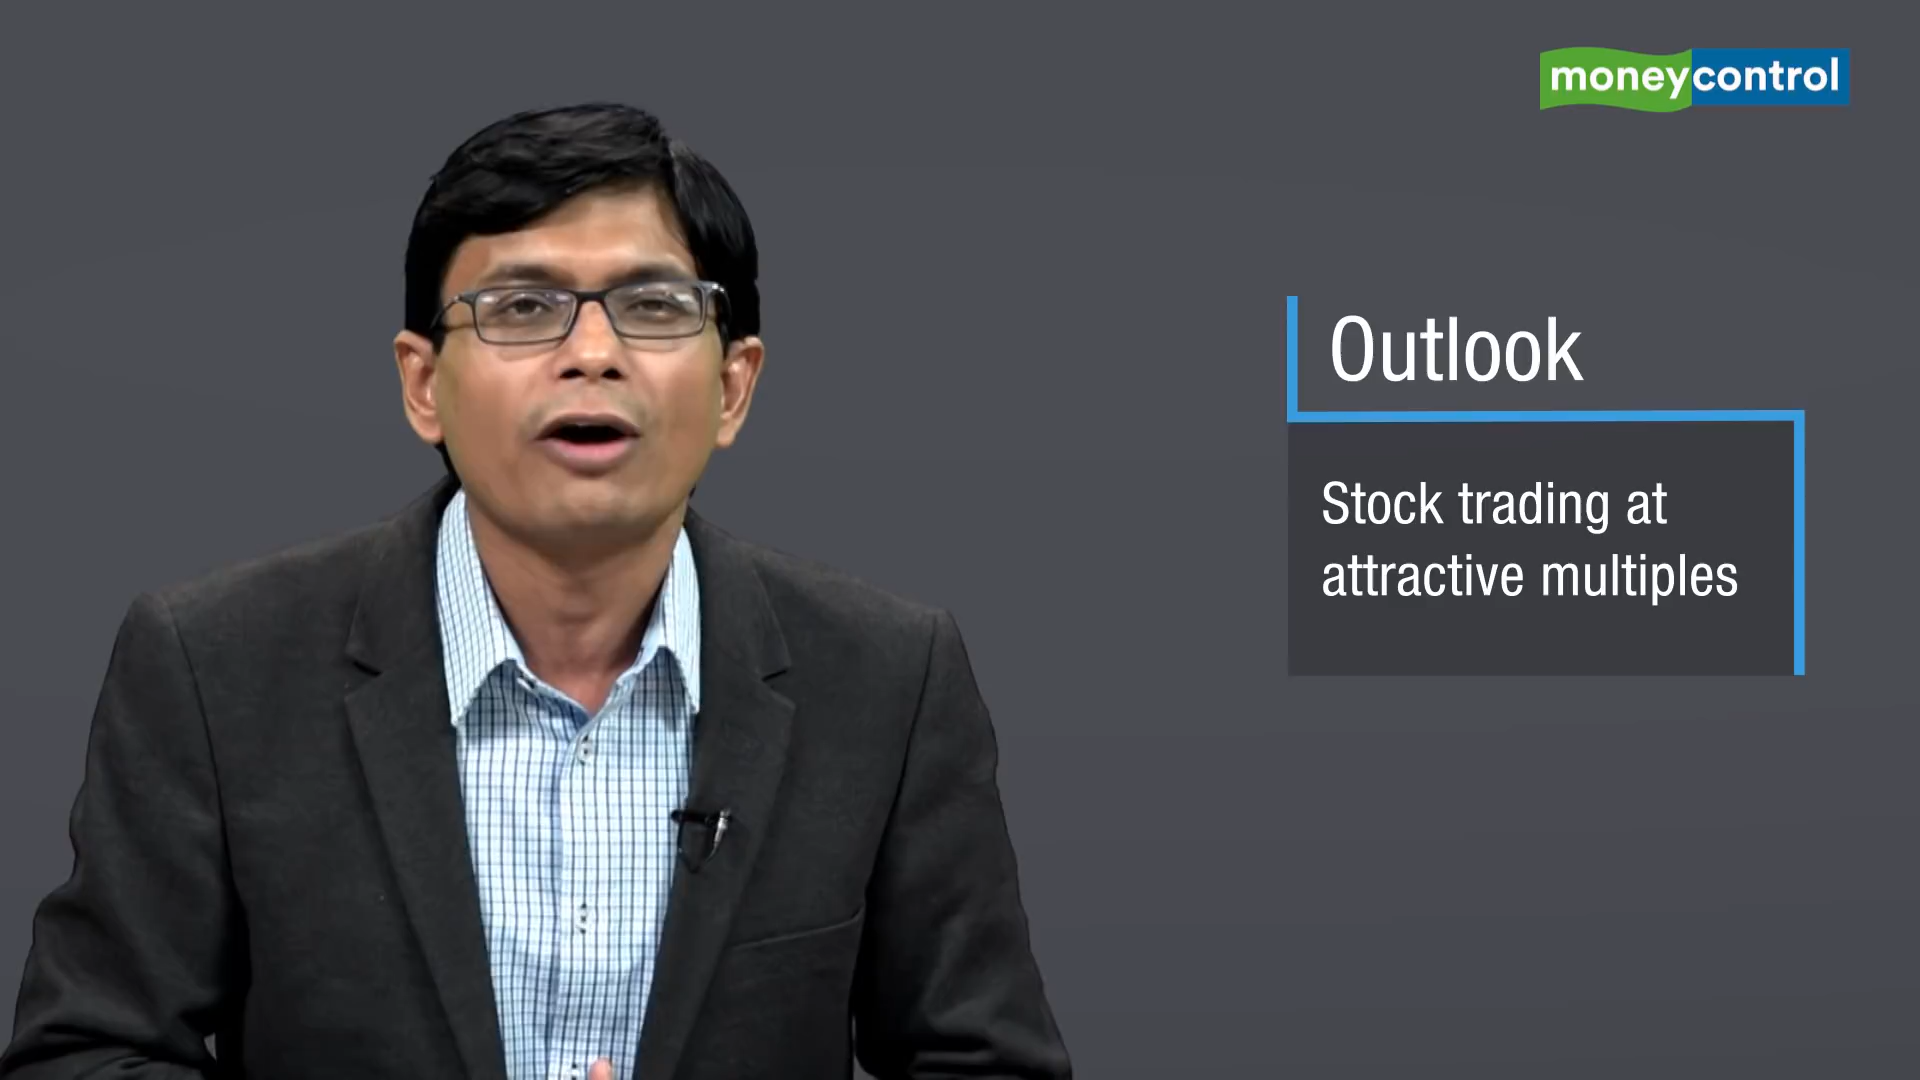 moneycontrol
Outlook
Stock trading at
attractive multiples